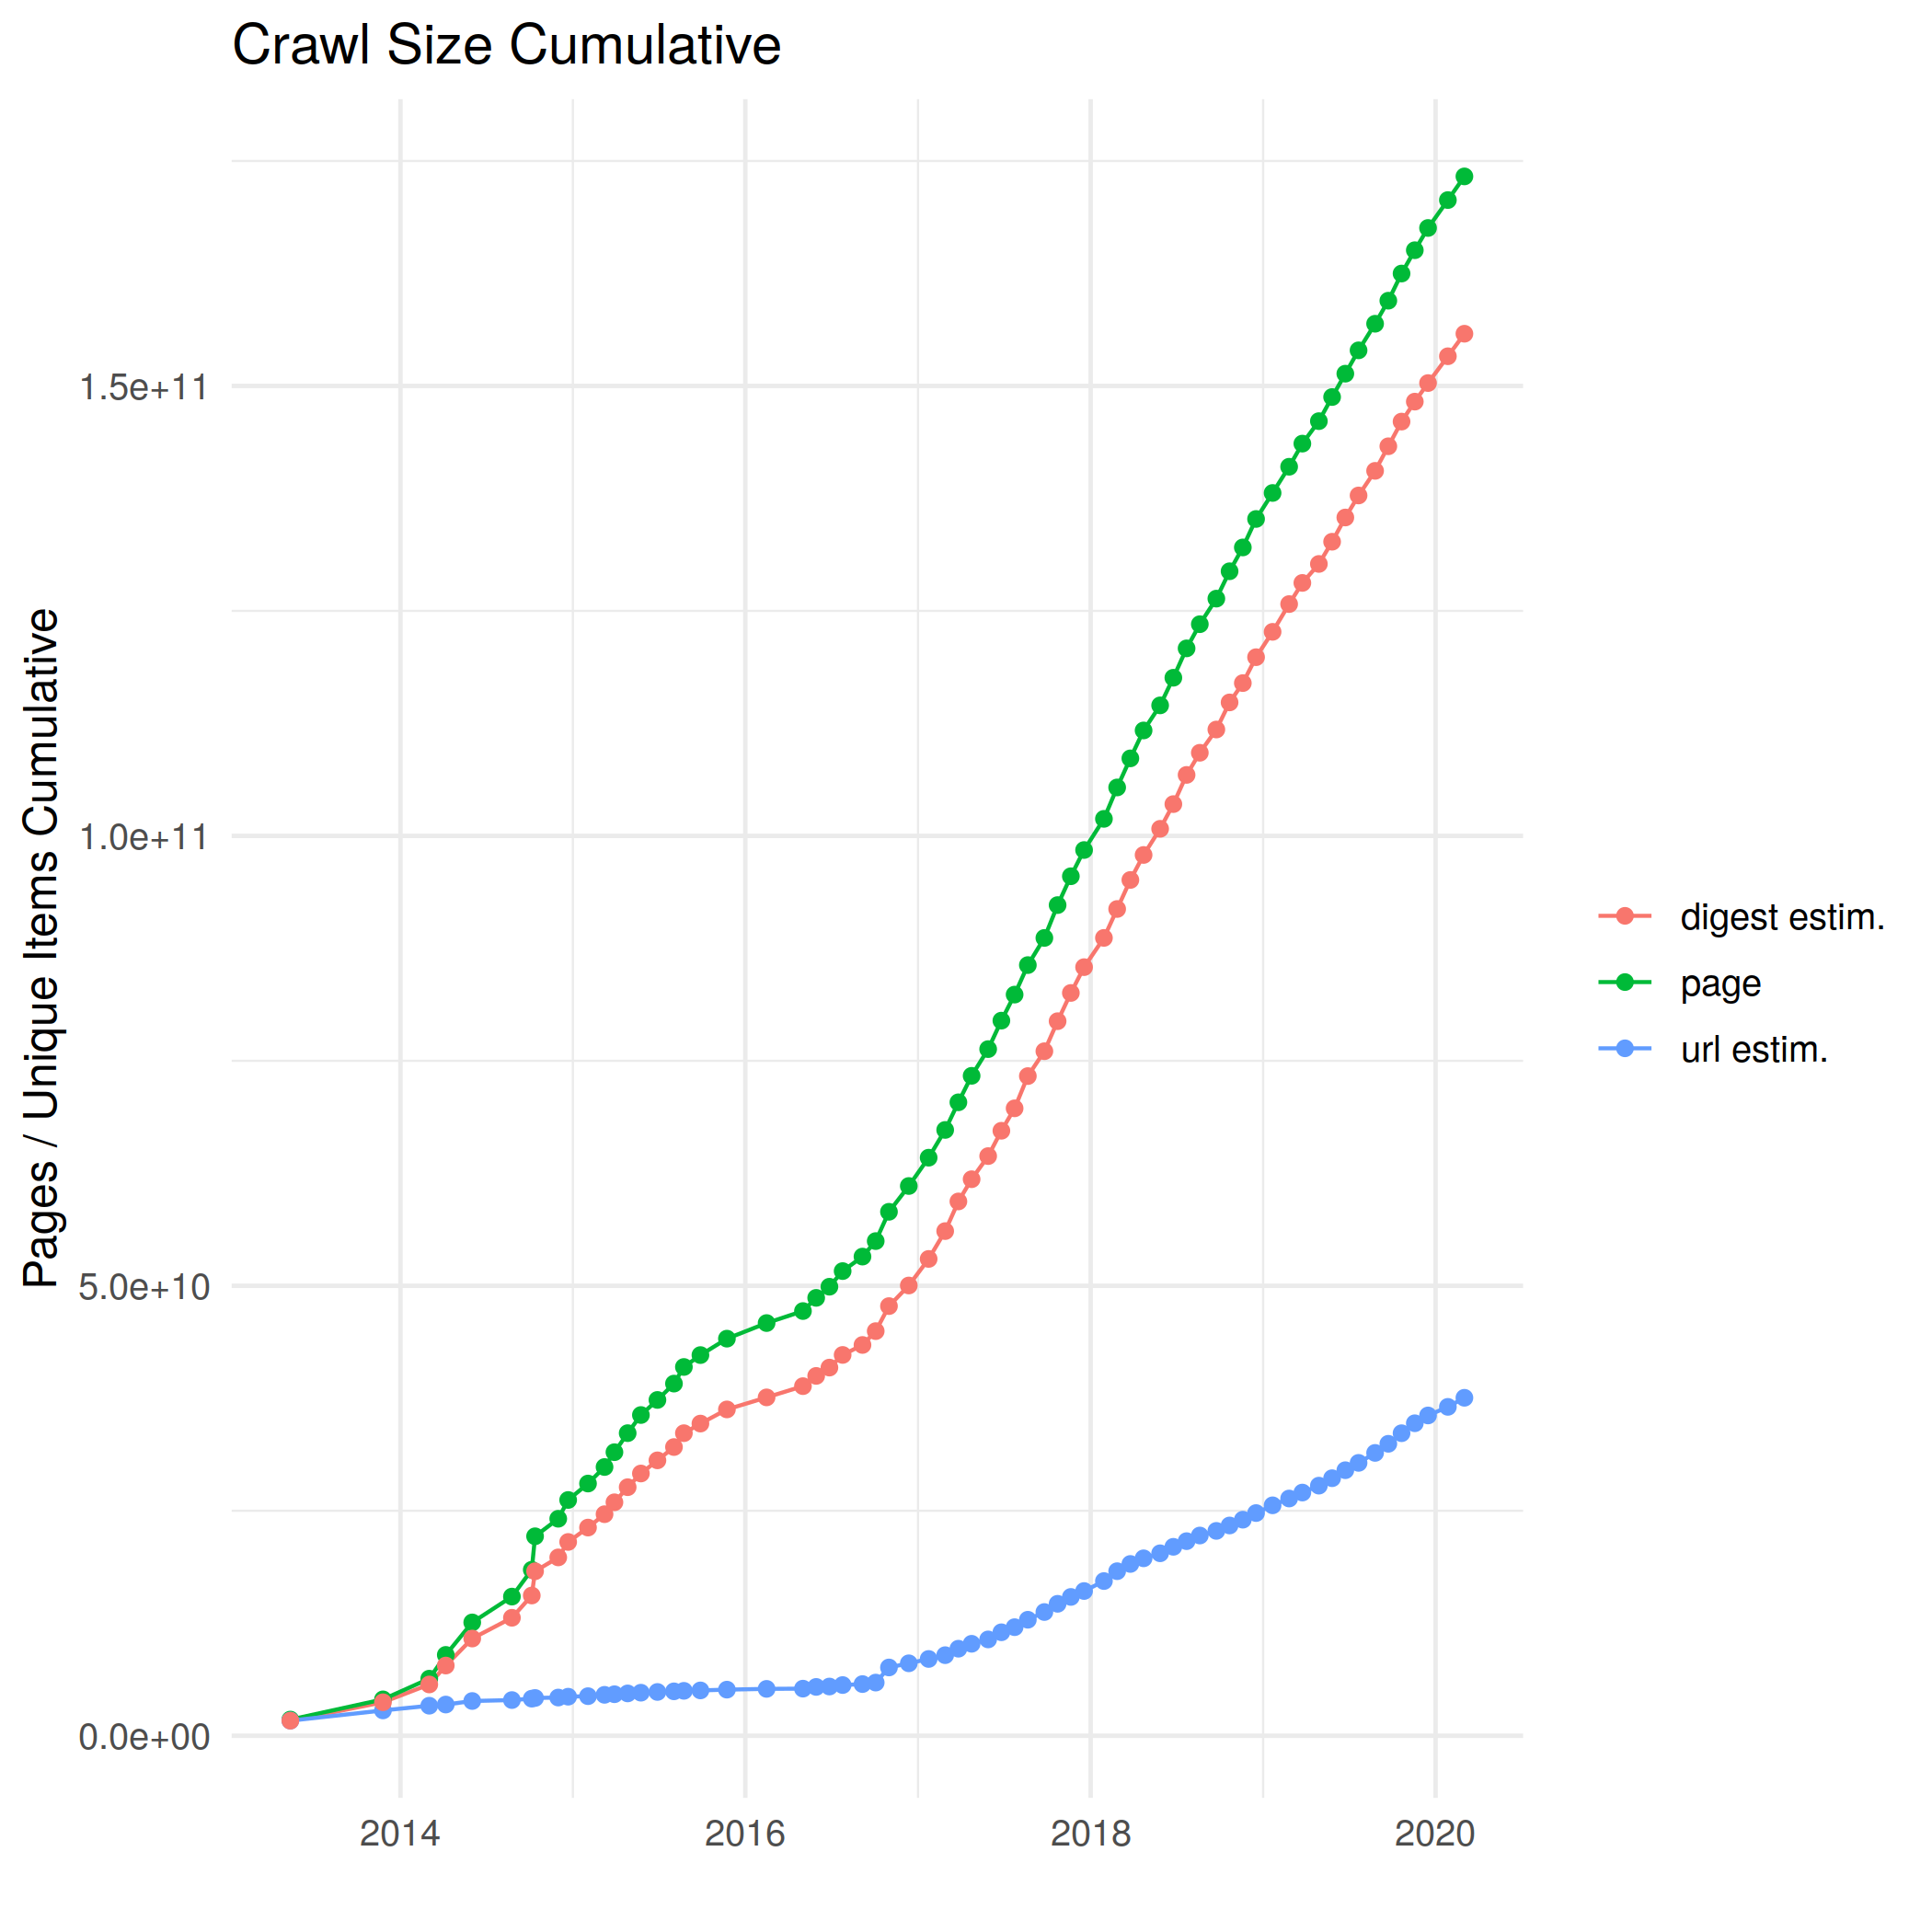 Crawl Size Cumulative
Pages / Unique Items Cumulative
1.5e+11
1.0e+11
5.0e+10
0.0e+00
2014
2016
2018
2020
digest estim.
page
url estim.